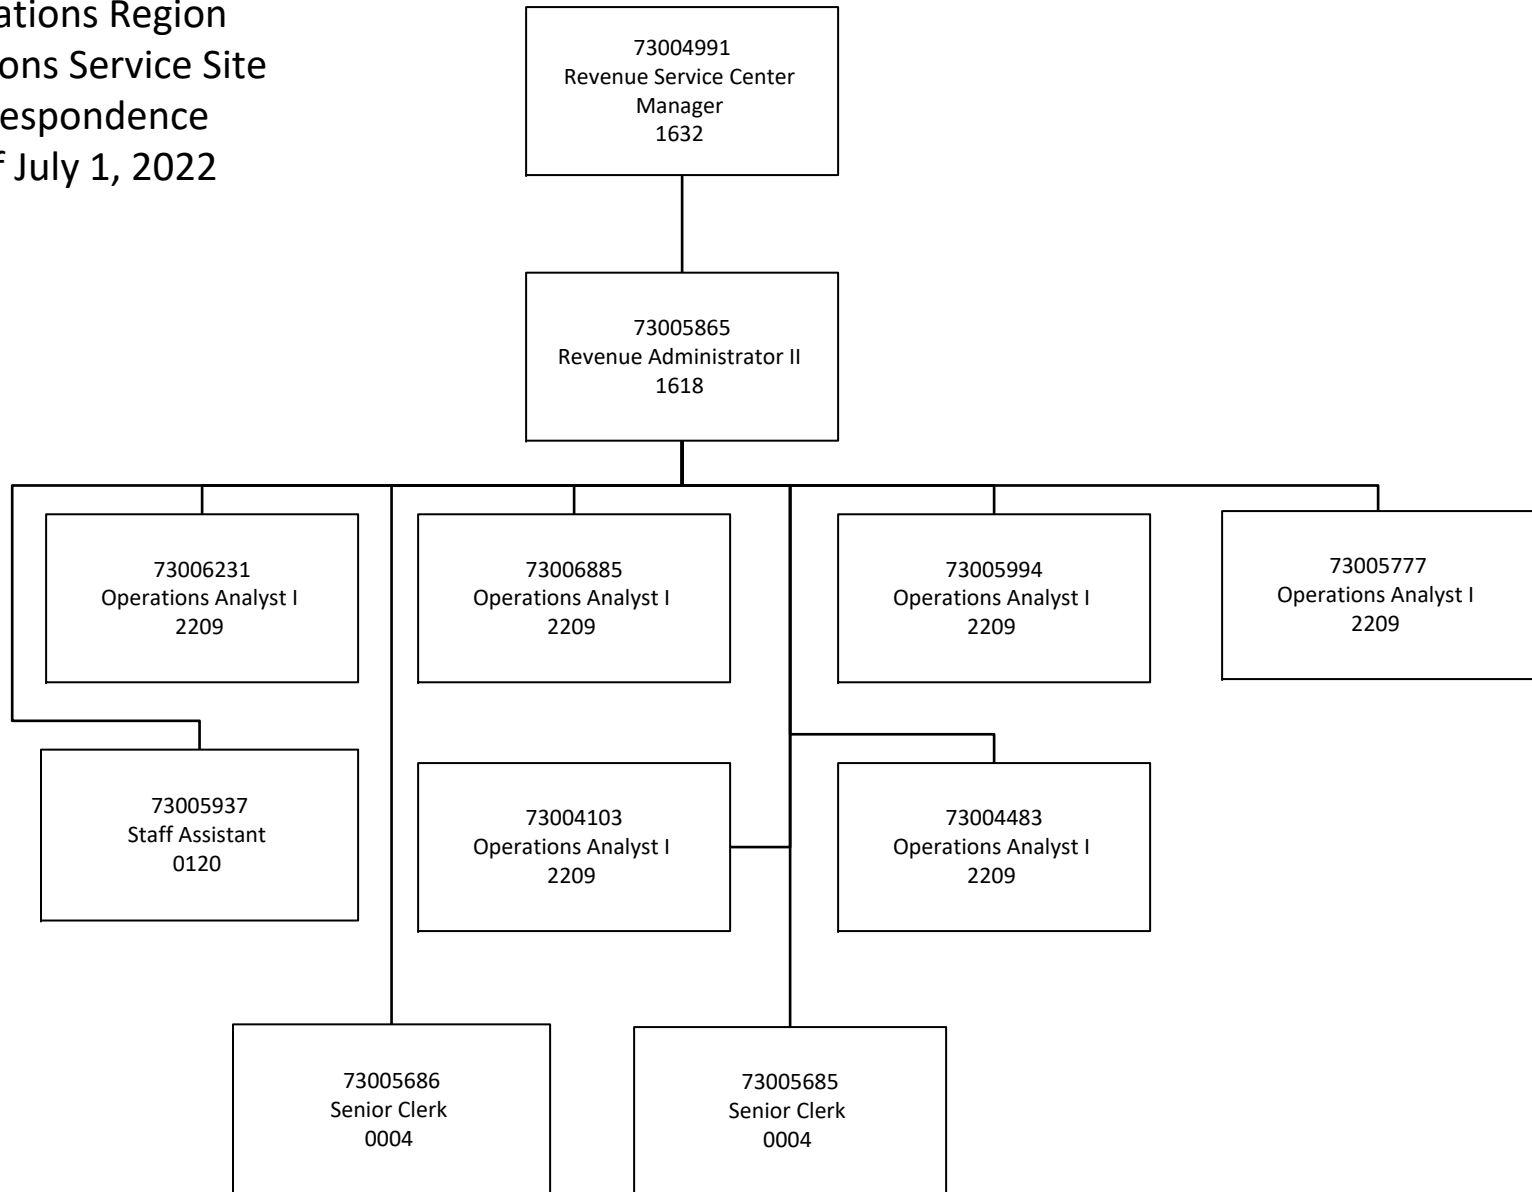 ations Region
ons Service Site
espondence
f July 1, 2022
73004991
Revenue Service Center
Manager
1632
73005865
Revenue Administrator II
1618
73006231
Operations Analyst I
2209
73006885
Operations Analyst I
2209
73005994
Operations Analyst I
2209
73005777
Operations Analyst I
2209
73005937
Staff Assistant
0120
73004103
Operations Analyst I
2209
73004483
Operations Analyst I
2209
73005686
Senior Clerk
0004
73005685
Senior Clerk
0004